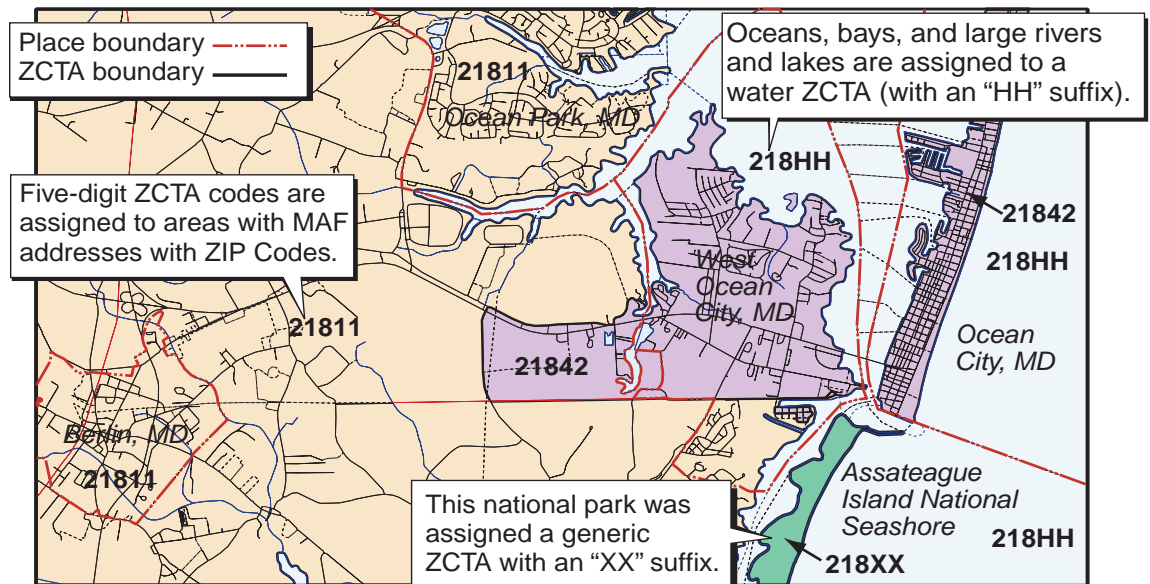 Place boundary
ZCTA boundary
21811
Ocean Park, MD
Oceans, bays, and large rivers
and lakes are assigned to a
water ZCTA (with an “HH” suffix).
218HH
Five-digit ZCTA codes are
assigned to areas with MAF
addresses with ZIP Codes.
21811
21842
218HH
West
Ocean
City, MD
Ocean
City, MD
21842
Berlin, MD
21811
This national park was
assigned a generic
ZCTA with an “XX” suffix.
Assateague
Island National
Seashore
218HH
218XX